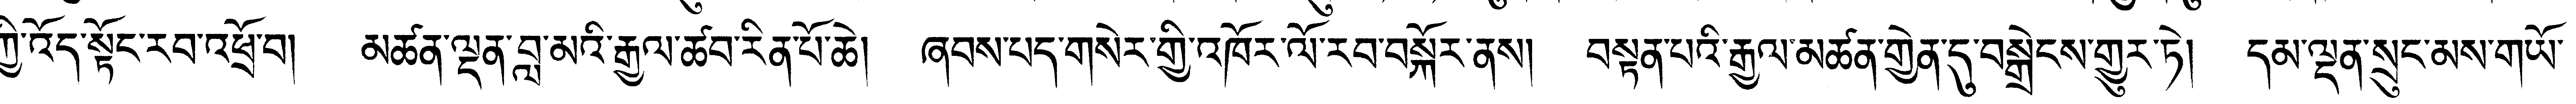 ཀྱི་འོད་སྟོང་རབ་འཕྲོ་བ། མཚན་ལྡན་བླ་མའི་རྒྱལ་ཚབ་རིན་པོ་ཆེ། ཞབས་པད་གསེར་གྱི་འཁོར་ལོ་རབ་བསྐོར་ནས། བསྟན་པའི་རྒྱལ་མཚན་གྱེན་དུ་བསྒྲེངས་གྱུར་ཏེ། དམ་ལྡན་སྲུང་མས་གཡོ་